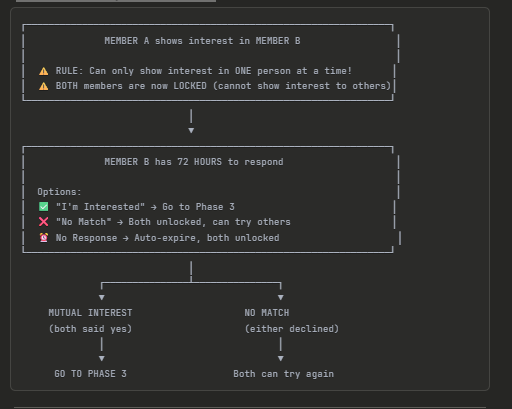 MEMBER A shows interest in MEMBER B
⚠️ RULE: Can only show interest in ONE person at a time!
⚠️ BOTH members are now LOCKED (cannot show interest to others)
▼
MEMBER B has 72 HOURS to respond
Options:
✅ "I'm Interested" → Go to Phase 3
❌ "No Match" → Both unlocked, can try others
⏰ No Response → Auto-expire, both unlocked
▼ ▼
MUTUAL INTEREST NO MATCH
(both said yes) (either declined)
▼ ▼
GO TO PHASE 3 Both can try again